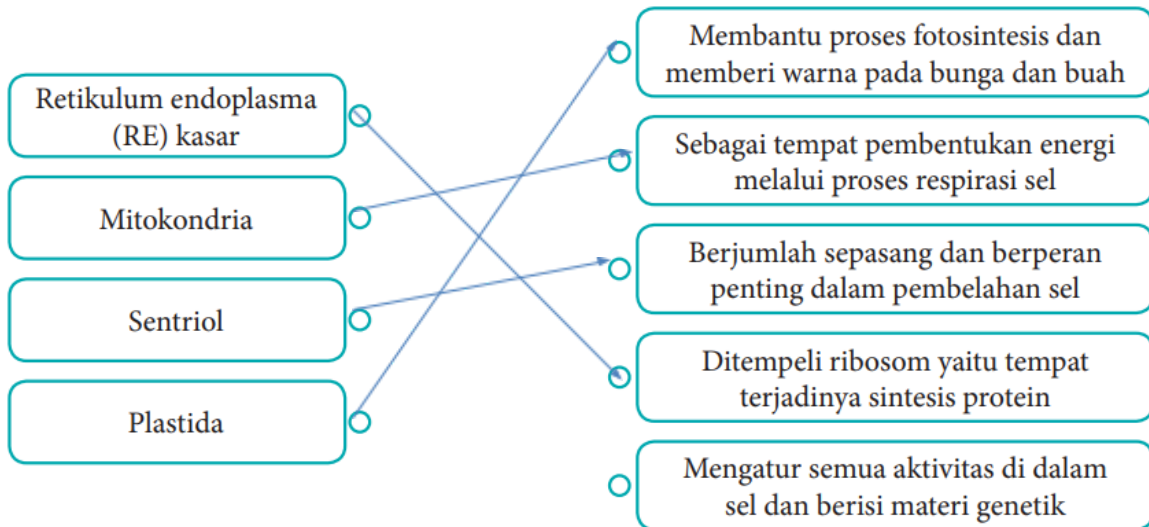 Retikulum endoplasma
(RE) kasar
Mitokondria
Sentriol
Plastida
Membantu proses fotosintesis dan
memberi warna pada bunga dan buah
Sebagai tempat pembentukan energi
melalui proses respirasi sel
Berjumlah sepasang dan berperan
penting dalam pembelahan sel
Ditempeli ribosom yaitu tempat
terjadinya sintesis protein
Mengatur semua aktivitas di dalam
sel dan berisi materi genetik